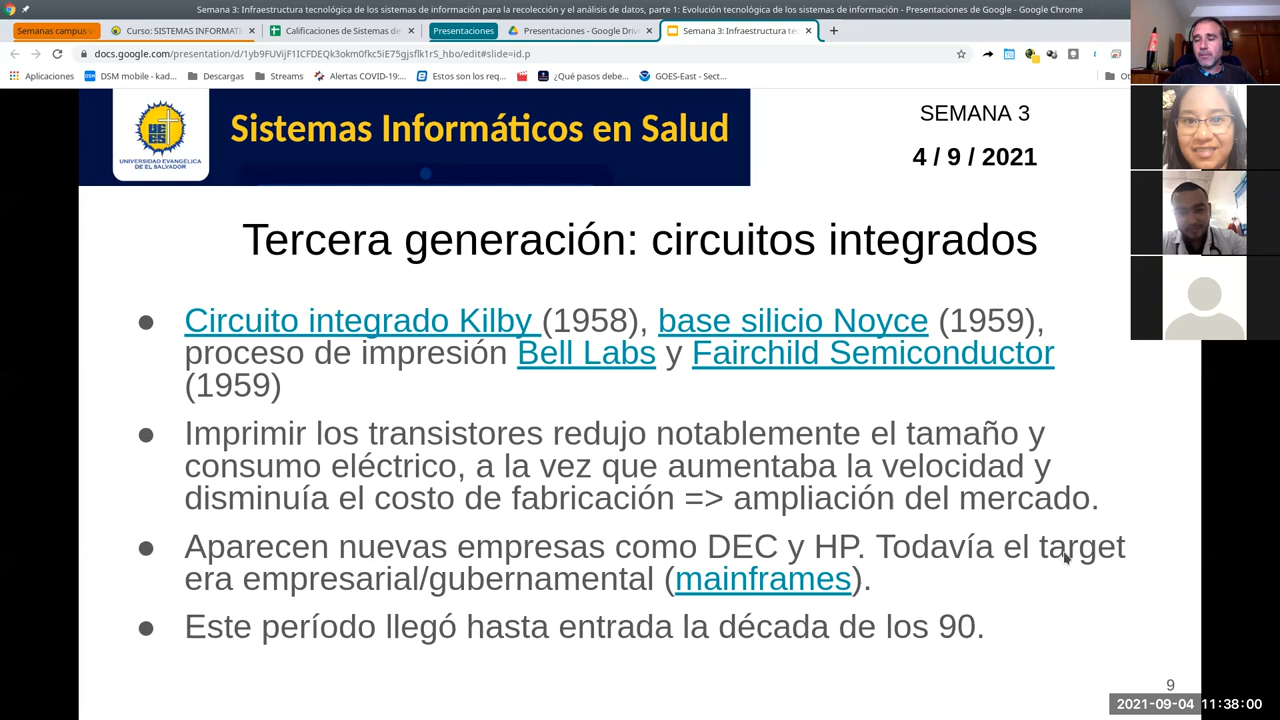 Semana 3: Infraestructura tecnológica de los sistemas de información para la recolección y el análisis de datos, parte 1: Evolución tecnológica de los sistemas de información - Presentaciones de Google - Google Chrome
Semanas campus v
Curso: SISTEMAS INFORMATI
Calificaciones de Sistemas de
Presentaciones
Presentaciones - Google Driv
Semana 3: Infraestructura te
docs.google.com/presentation/d/1yb9FUVijF1ICFDEQk3okm0fkc5iE75gjsflk1rS_hbo/edit#slide=id.p
Aplicaciones
DSM mobile - kad...
Descargas
Streams
Alertas COVID-19:...
Estos son los req...
¿Qué pasos debe...
GOES-East - Sect...
UEES
UNIVERSIDAD EVANGÉLICA
DE EL SALVADOR
Sistemas Informáticos en Salud
SEMANA 3
4 / 9 / 2021
Tercera generación: circuitos integrados
● Circuito integrado Kilby (1958), base silicio Noyce (1959),
proceso de impresión Bell Labs y Fairchild Semiconductor
(1959)
● Imprimir los transistores redujo notablemente el tamaño y
consumo eléctrico, a la vez que aumentaba la velocidad y
disminuía el costo de fabricación => ampliación del mercado.
● Aparecen nuevas empresas como DEC y HP. Todavía el target
era empresarial/gubernamental (mainframes).
● Este período llegó hasta entrada la década de los 90.
9
2021-09-04 11:38:00